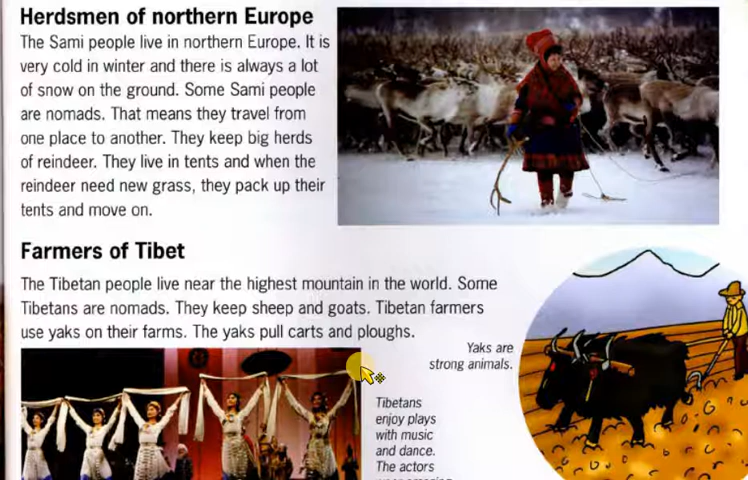 Herdsmen of northern Europe
The Sami people live in northern Europe. It is
very cold in winter and there is always a lot
of snow on the ground. Some Sami people
are nomads. That means they travel from
one place to another. They keep big herds
of reindeer. They live in tents and when the
reindeer need new grass, they pack up their
tents and move on.
Farmers of Tibet
The Tibetan people live near the highest mountain in the world. Some
Tibetans are nomads. They keep sheep and goats. Tibetan farmers
use yaks on their farms. The yaks pull carts and ploughs.
Yaks are
strong animals.
Tibetans
enjoy plays
with music
and dance.
The actors